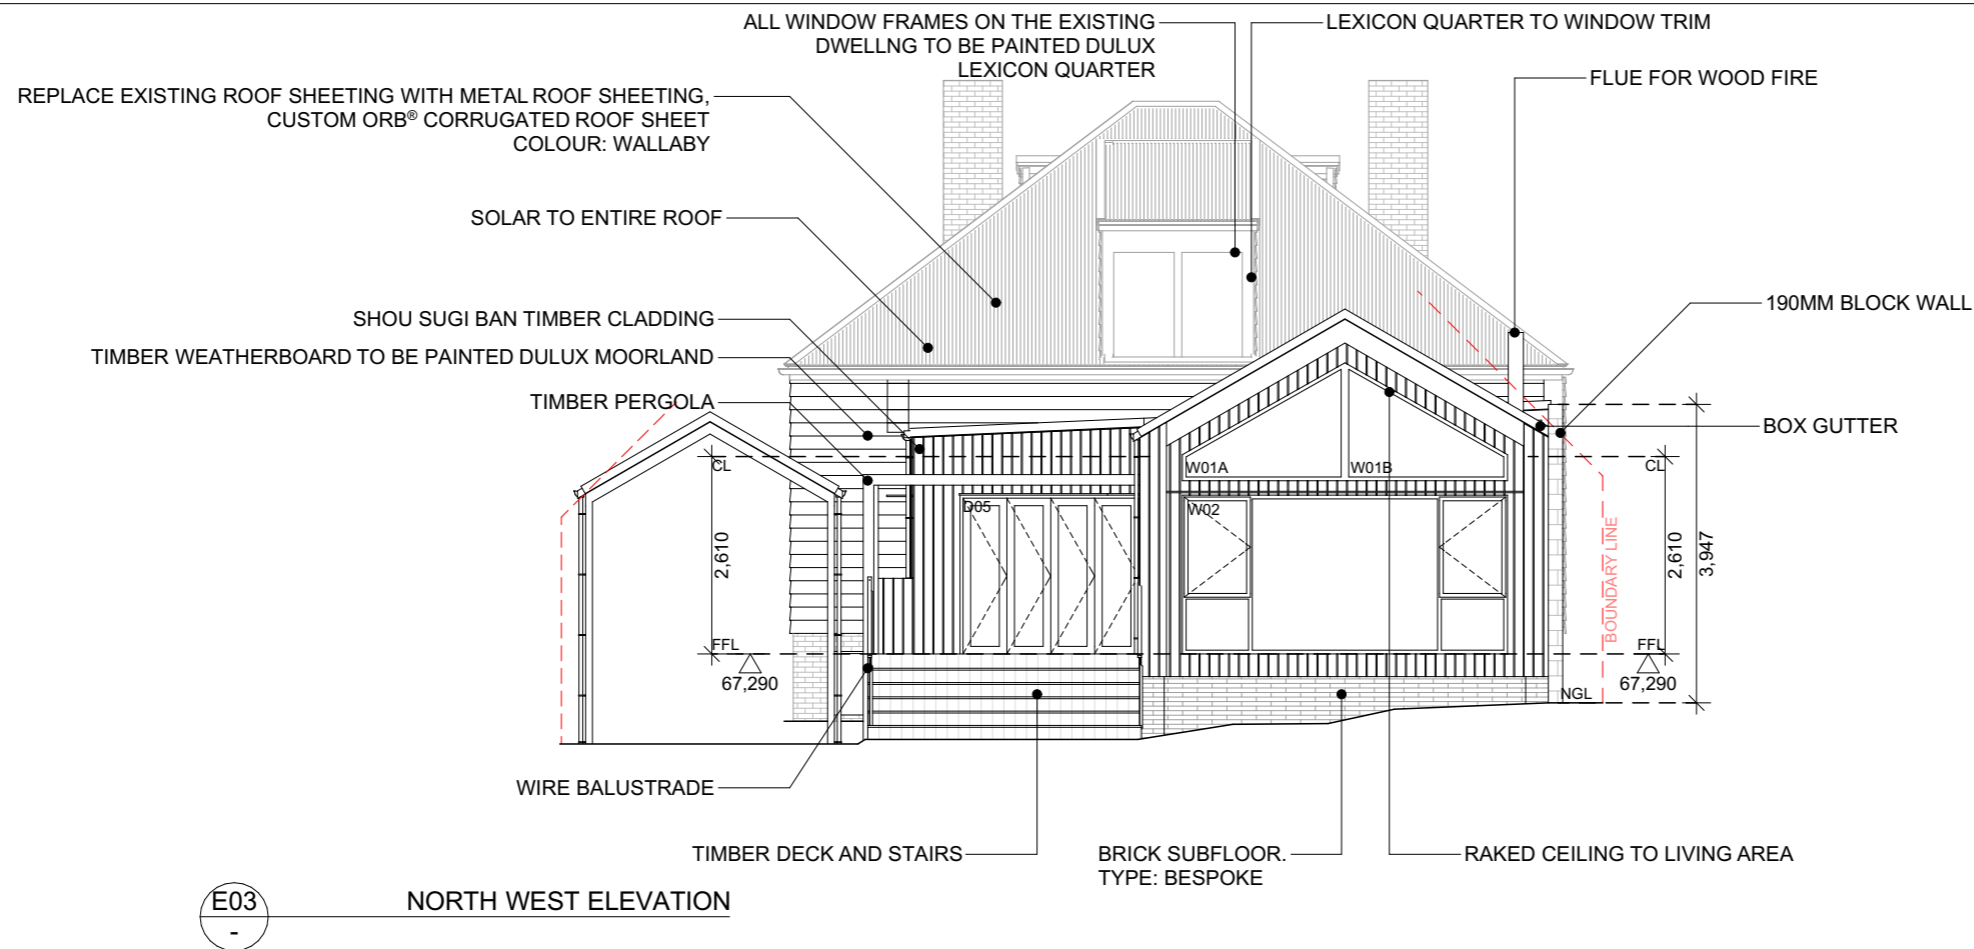 ALL WINDOW FRAMES ON THE EXISTING
DWELLNG TO BE PAINTED DULUX
LEXICON QUARTER
LEXICON QUARTER TO WINDOW TRIM
FLUE FOR WOOD FIRE
REPLACE EXISTING ROOF SHEETING WITH METAL ROOF SHEETING,
CUSTOM ORB® CORRUGATED ROOF SHEET
COLOUR: WALLABY
SOLAR TO ENTIRE ROOF
SHOU SUGI BAN TIMBER CLADDING
190MM BLOCK WALL
TIMBER WEATHERBOARD TO BE PAINTED DULUX MOORLAND
TIMBER PERGOLA
BOX GUTTER
CL
W01A
W01B
CL
D05
W02
2,610
BOUNDARY LINE
2,610
3,947
FFL
FFL
67,290
67,290
NGL
WIRE BALUSTRADE
TIMBER DECK AND STAIRS
BRICK SUBFLOOR.
TYPE: BESPOKE
RAKED CEILING TO LIVING AREA
E03
-
NORTH WEST ELEVATION